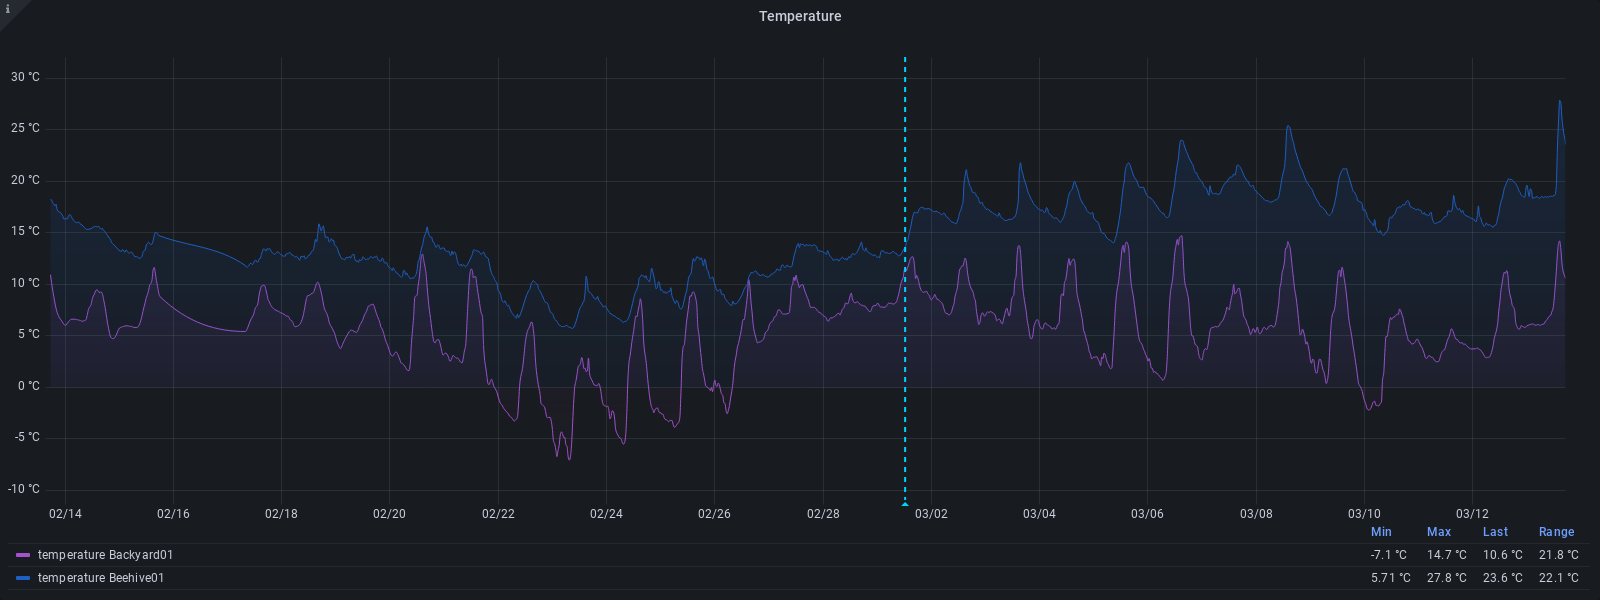 i
Temperature
30 °C
25 °C
20 °C
15 °C
10 °C
5 °C
0 °C
-5 °C
-10 °C
02/14 02/16 02/18 02/20 02/22 02/24 02/26 02/28 03/02 03/04 03/06 03/08 03/10 03/12
Min Max Last Range
temperature Backyard01 -7.1 °C 14.7 °C 10.6 °C 21.8 °C
temperature Beehive01 5.71 °C 27.8 °C 23.6 °C 22.1 °C